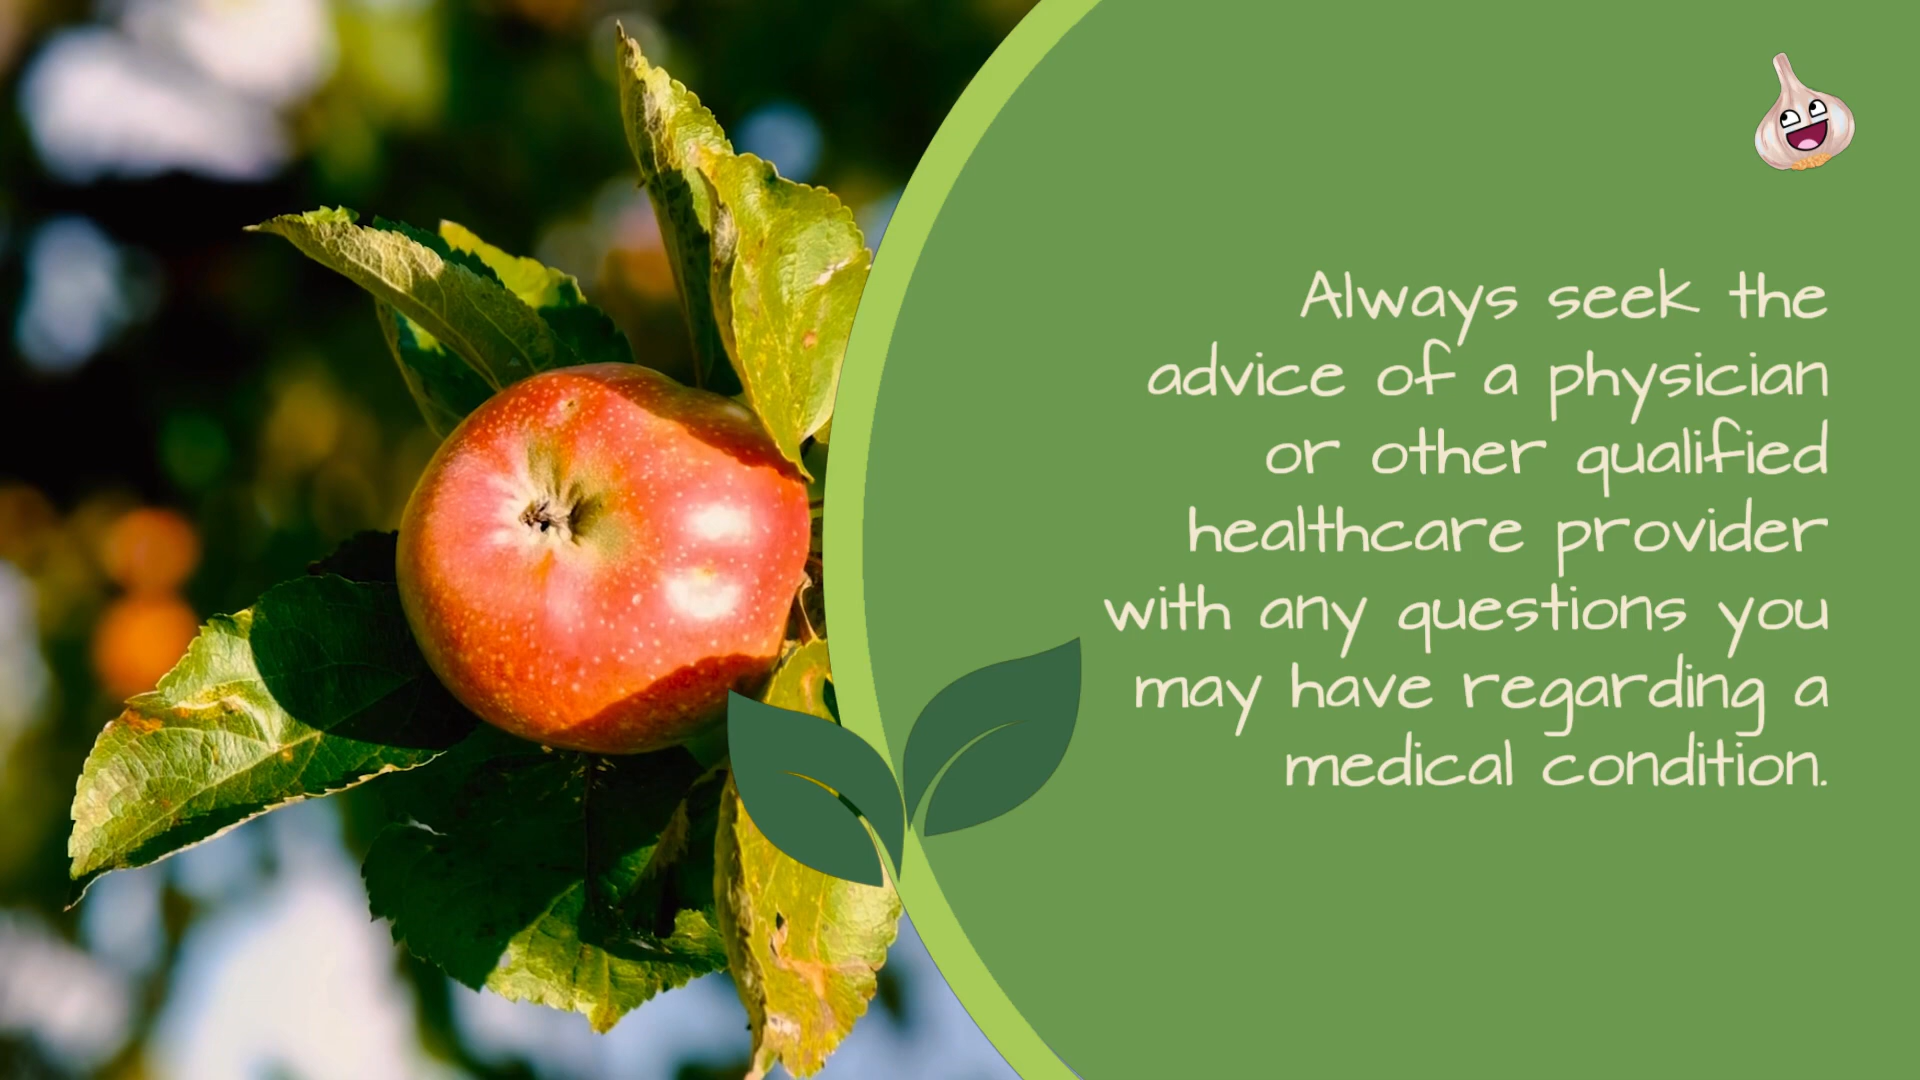 Always seek the
advice of a physician
or other qualified
healthcare provider
with any questions you
may have regarding a
medical condition.